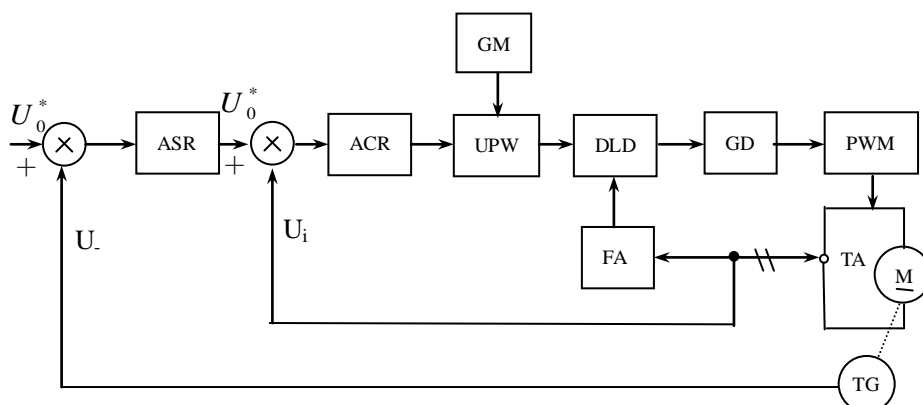 GM
U₀*
U₀*
ASR
ACR
UPW
DLD
GD
PWM
+
+
U₋
Uᵢ
FA
TA
M
TG